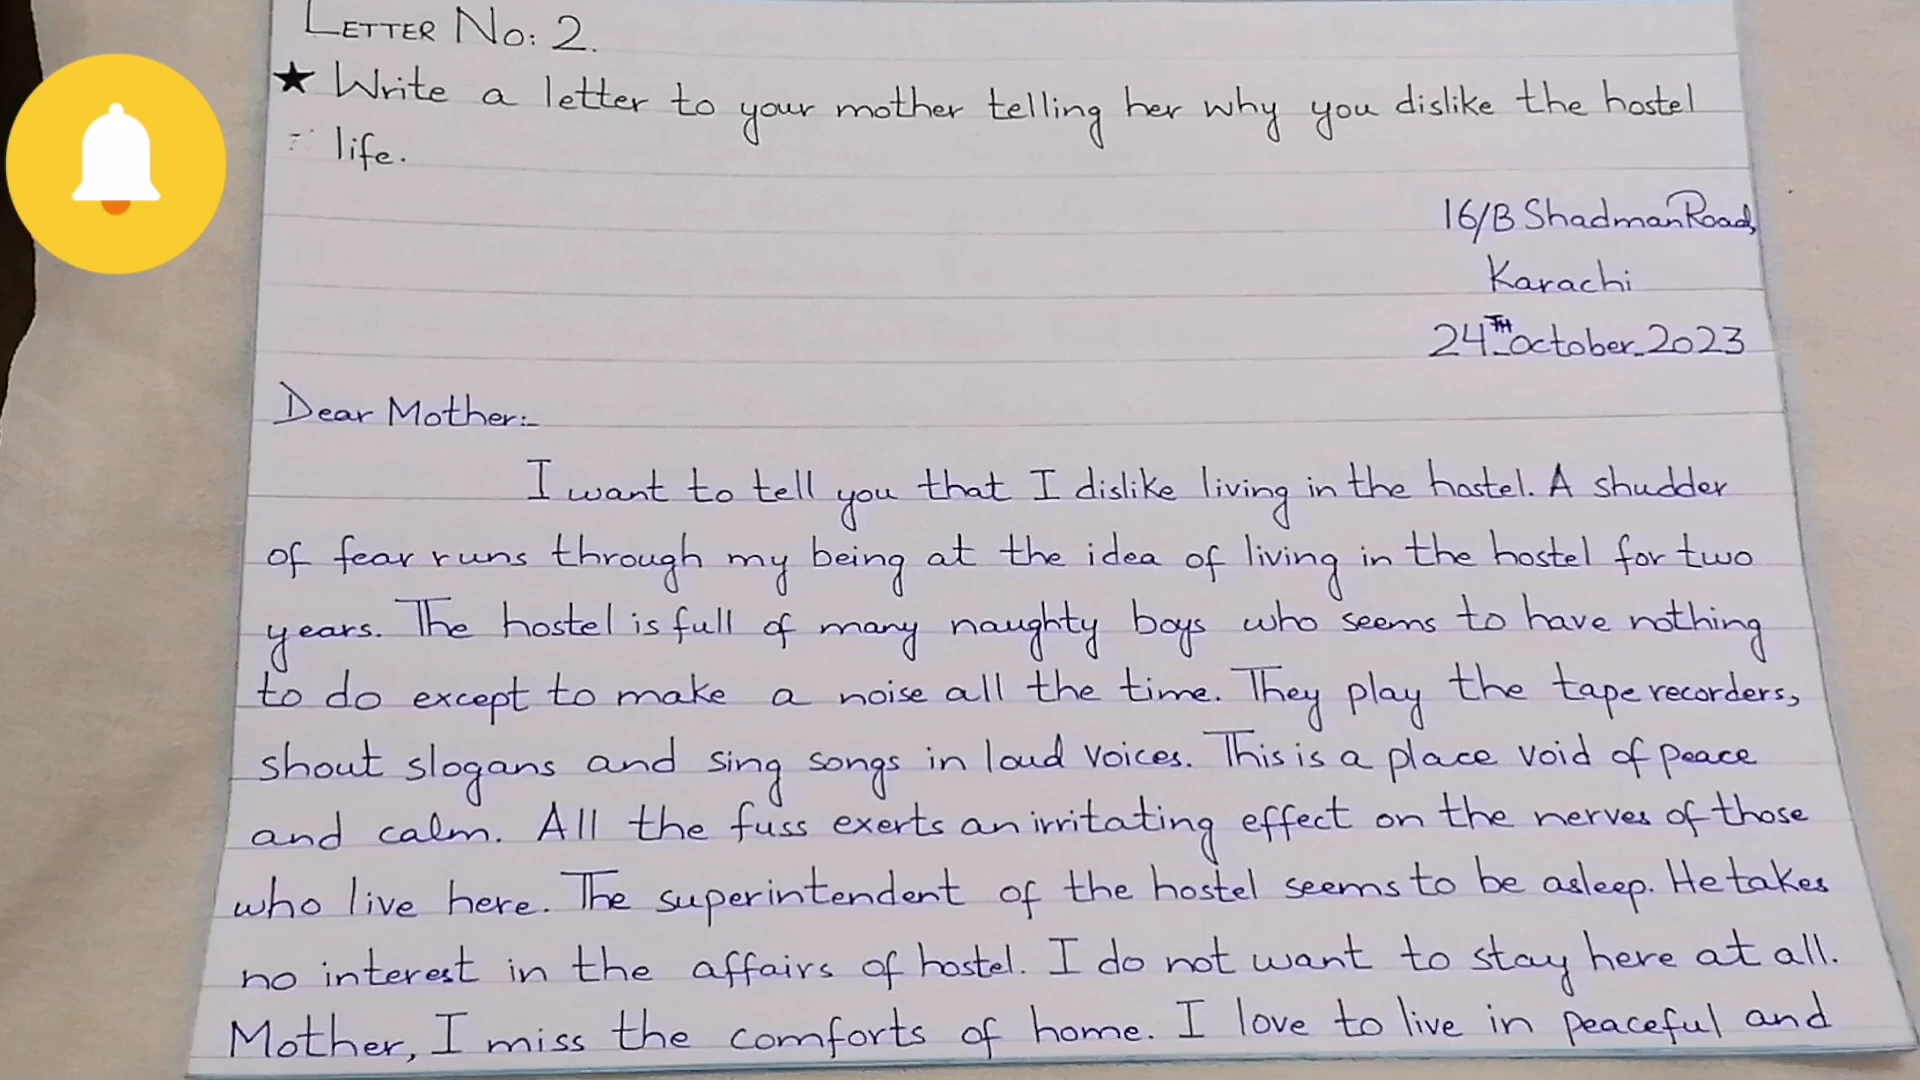 LETTER No: 2.
★ Write a letter to your mother telling her why you dislike the hostel
life.
16/B Shadman Road,
Karachi
24TH October 2023
Dear Mother:-
I want to tell you that I dislike living in the hostel. A shudder
of fear runs through my being at the idea of living in the hostel for two
years. The hostel is full of many naughty boys who seems to have nothing
to do except to make a noise all the time. They play the tape recorders,
shout slogans and sing songs in loud voices. This is a place void of peace
and calm. All the fuss exerts an irritating effect on the nerves of those
who live here. The superintendent of the hostel seems to be asleep. He takes
no interest in the affairs of hostel. I do not want to stay here at all.
Mother, I miss the comforts of home. I love to live in peaceful and